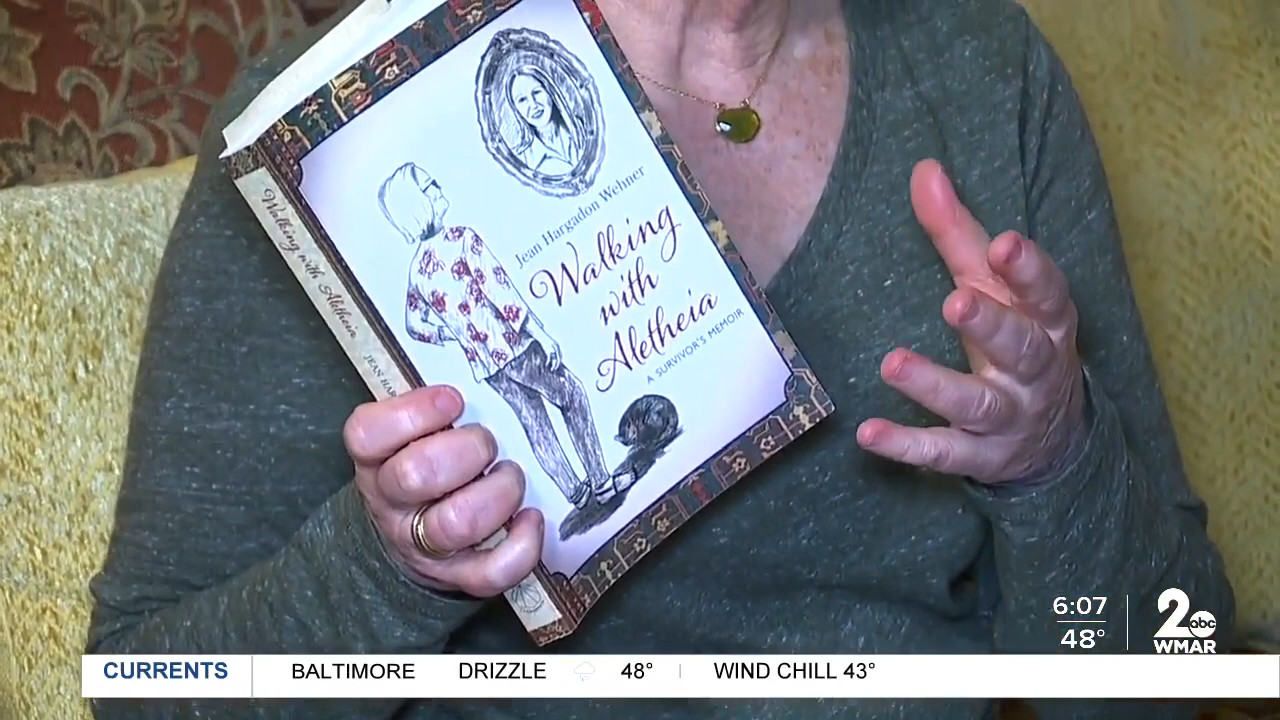 Jean Hargadon Wehner
Walking
with
Aletheia
A SURVIVOR'S MEMOIR
Walking with Aletheia
6:07
48°
2 abc
WMAR
CURRENTS
BALTIMORE DRIZZLE 48° WIND CHILL 43°